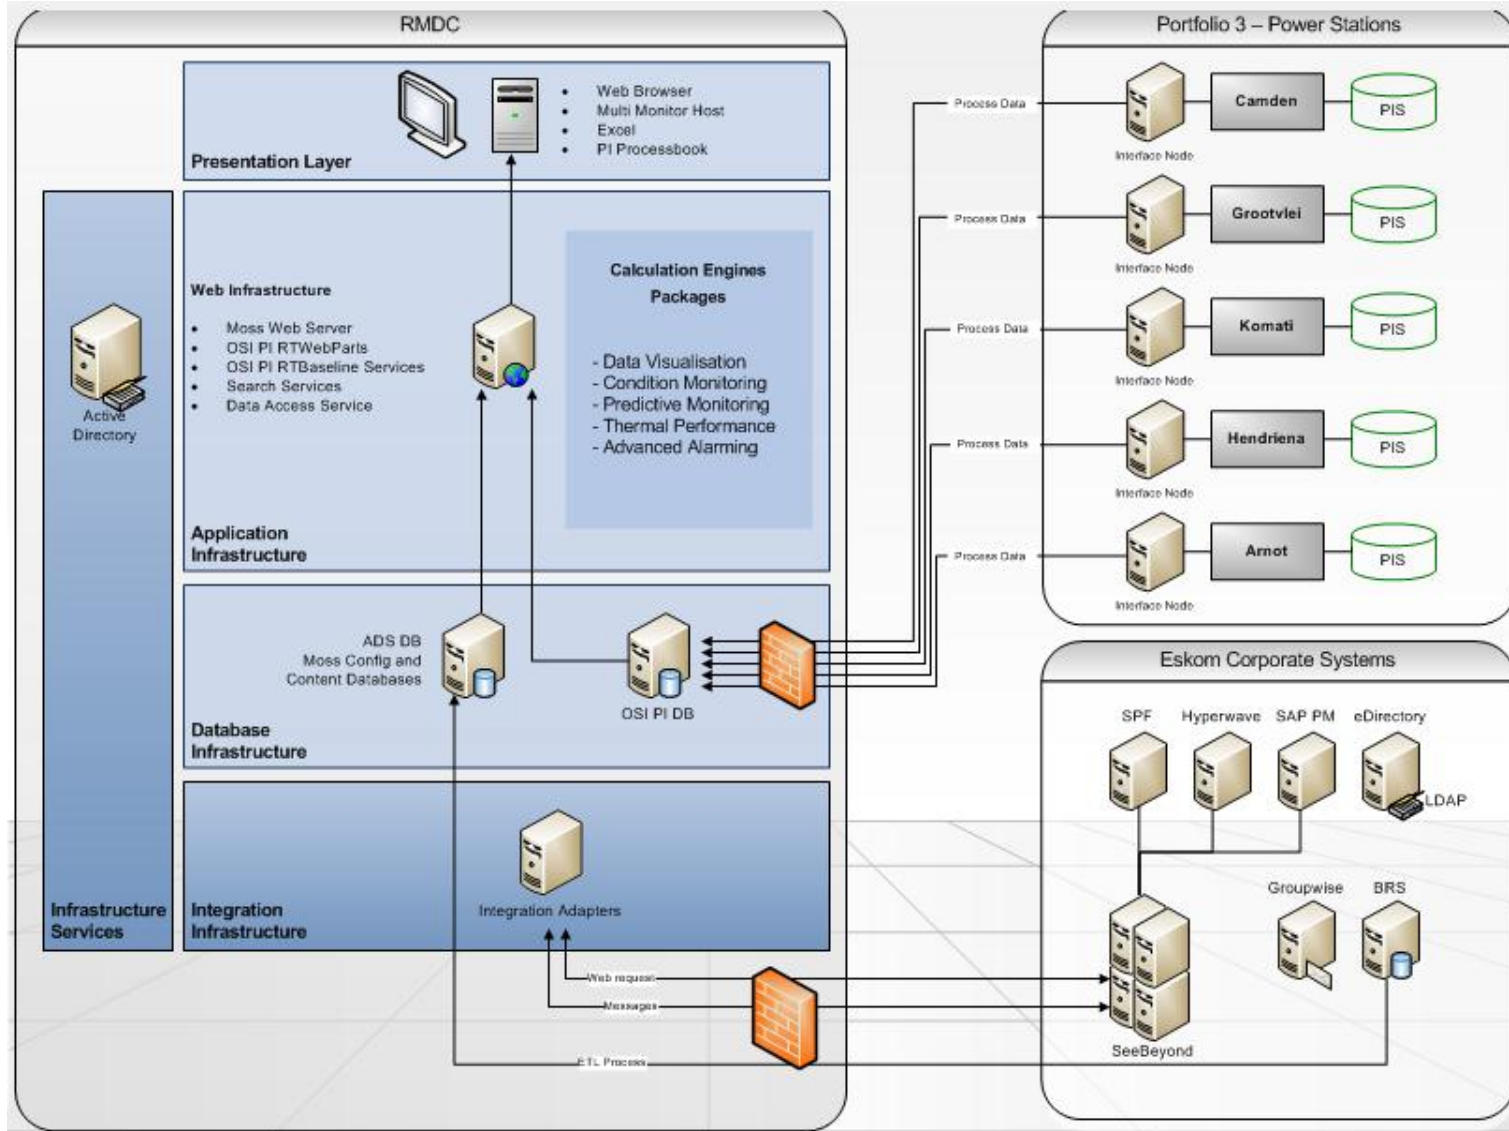 RMDC
Web Browser
Multi Monitor Host
Excel
PI Processbook
Presentation Layer
Active
Directory
Infrastructure
Services
Web Infrastructure
Moss Web Server
OSI PI RTWebParts
OSI PI RTBaseline Services
Search Services
Data Access Service
Calculation Engines
Packages
- Data Visualisation
- Condition Monitoring
- Predictive Monitoring
- Thermal Performance
- Advanced Alarming
Application
Infrastructure
ADS DB
Moss Config and
Content Databases
OSI PI DB
Database
Infrastructure
Integration Adapters
Integration
Infrastructure
Web request
Messages
ETL Process
Portfolio 3 – Power Stations
Process Data
Interface Node
Camden
PIS
Process Data
Interface Node
Grootvlei
PIS
Process Data
Interface Node
Komati
PIS
Process Data
Interface Node
Hendriena
PIS
Process Data
Interface Node
Arnot
PIS
Eskom Corporate Systems
SPF
Hyperwave
SAP PM
eDirectory
LDAP
Groupwise
BRS
SeeBeyond